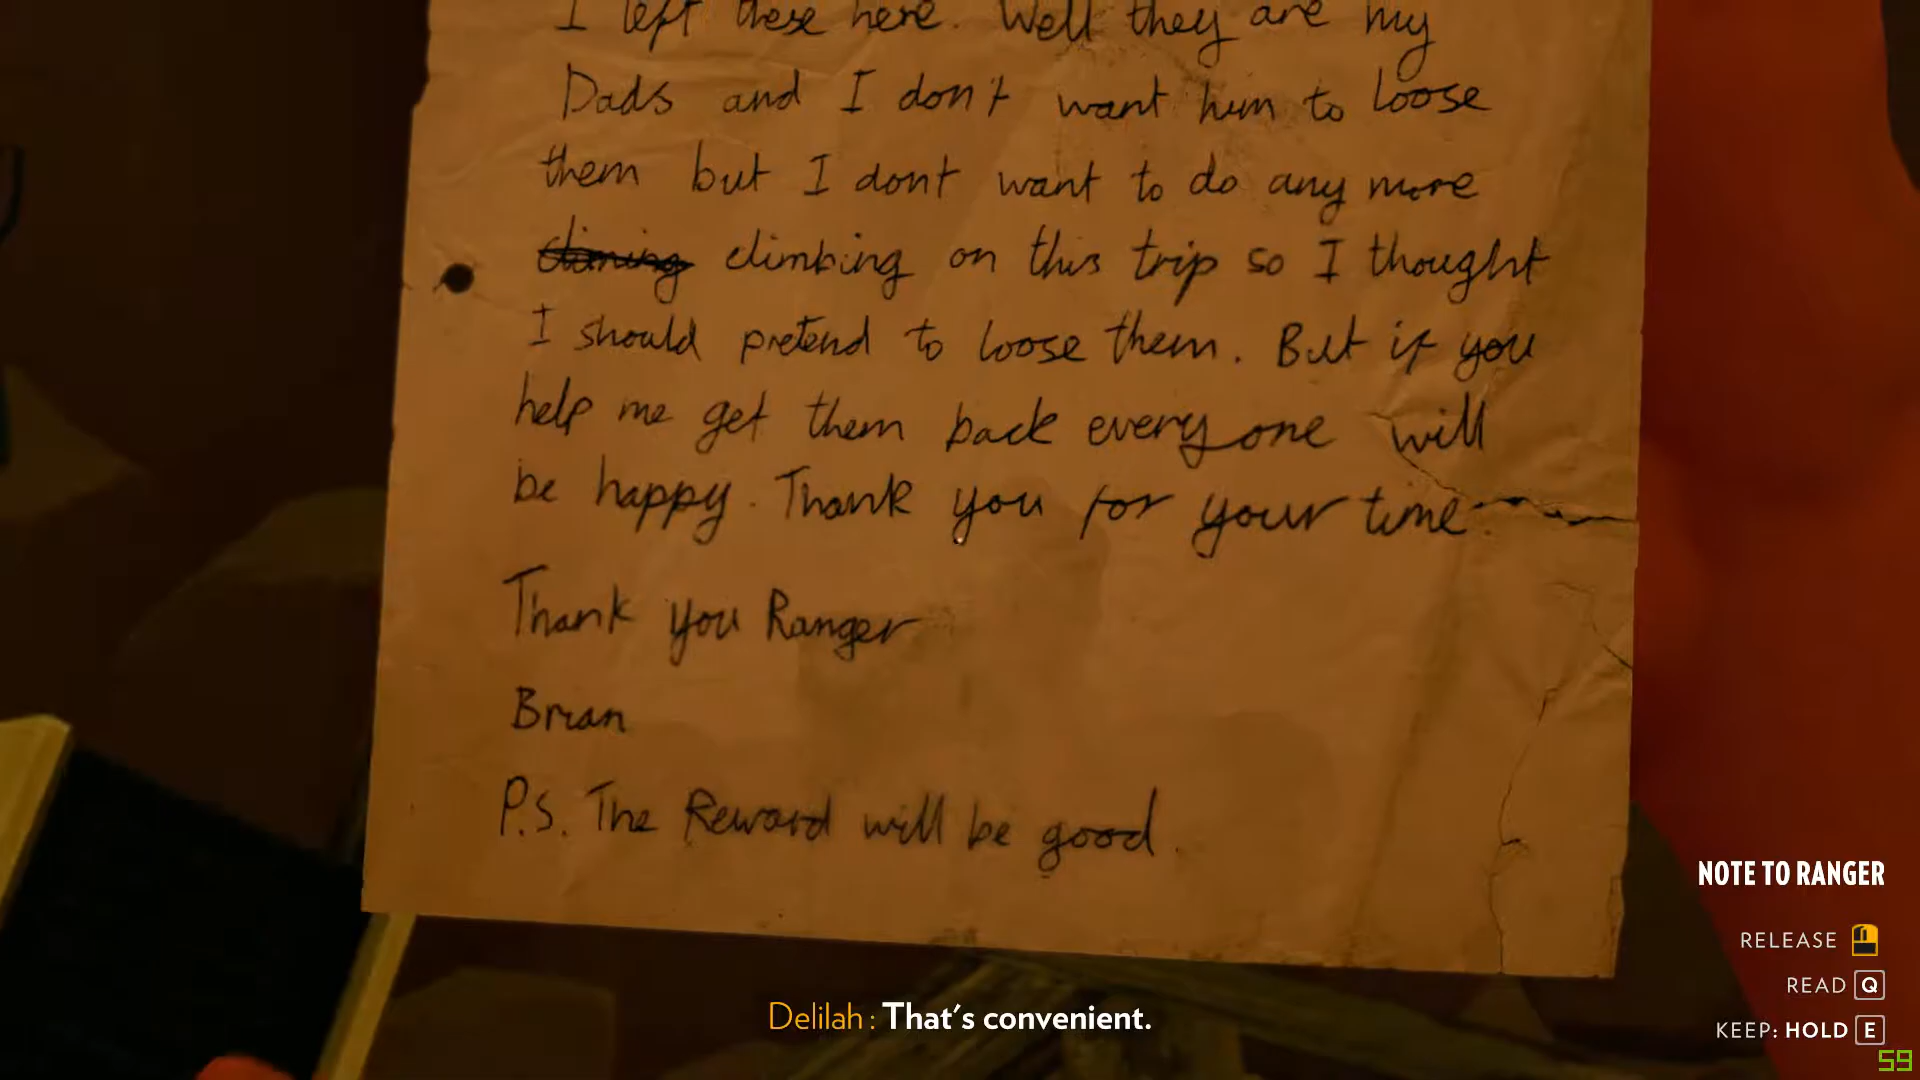 I left these here. Well they are my
Dads and I don't want him to loose
them but I dont want to do any more
climing climbing on this trip so I thought
I should pretend to loose them. But if you
help me get them back everyone will
be happy. Thank you for your time
Thank you Ranger
Brian
P.S. The Reward will be good.
NOTE TO RANGER
RELEASE
READ Q
Delilah: That's convenient.
KEEP: HOLD E
59